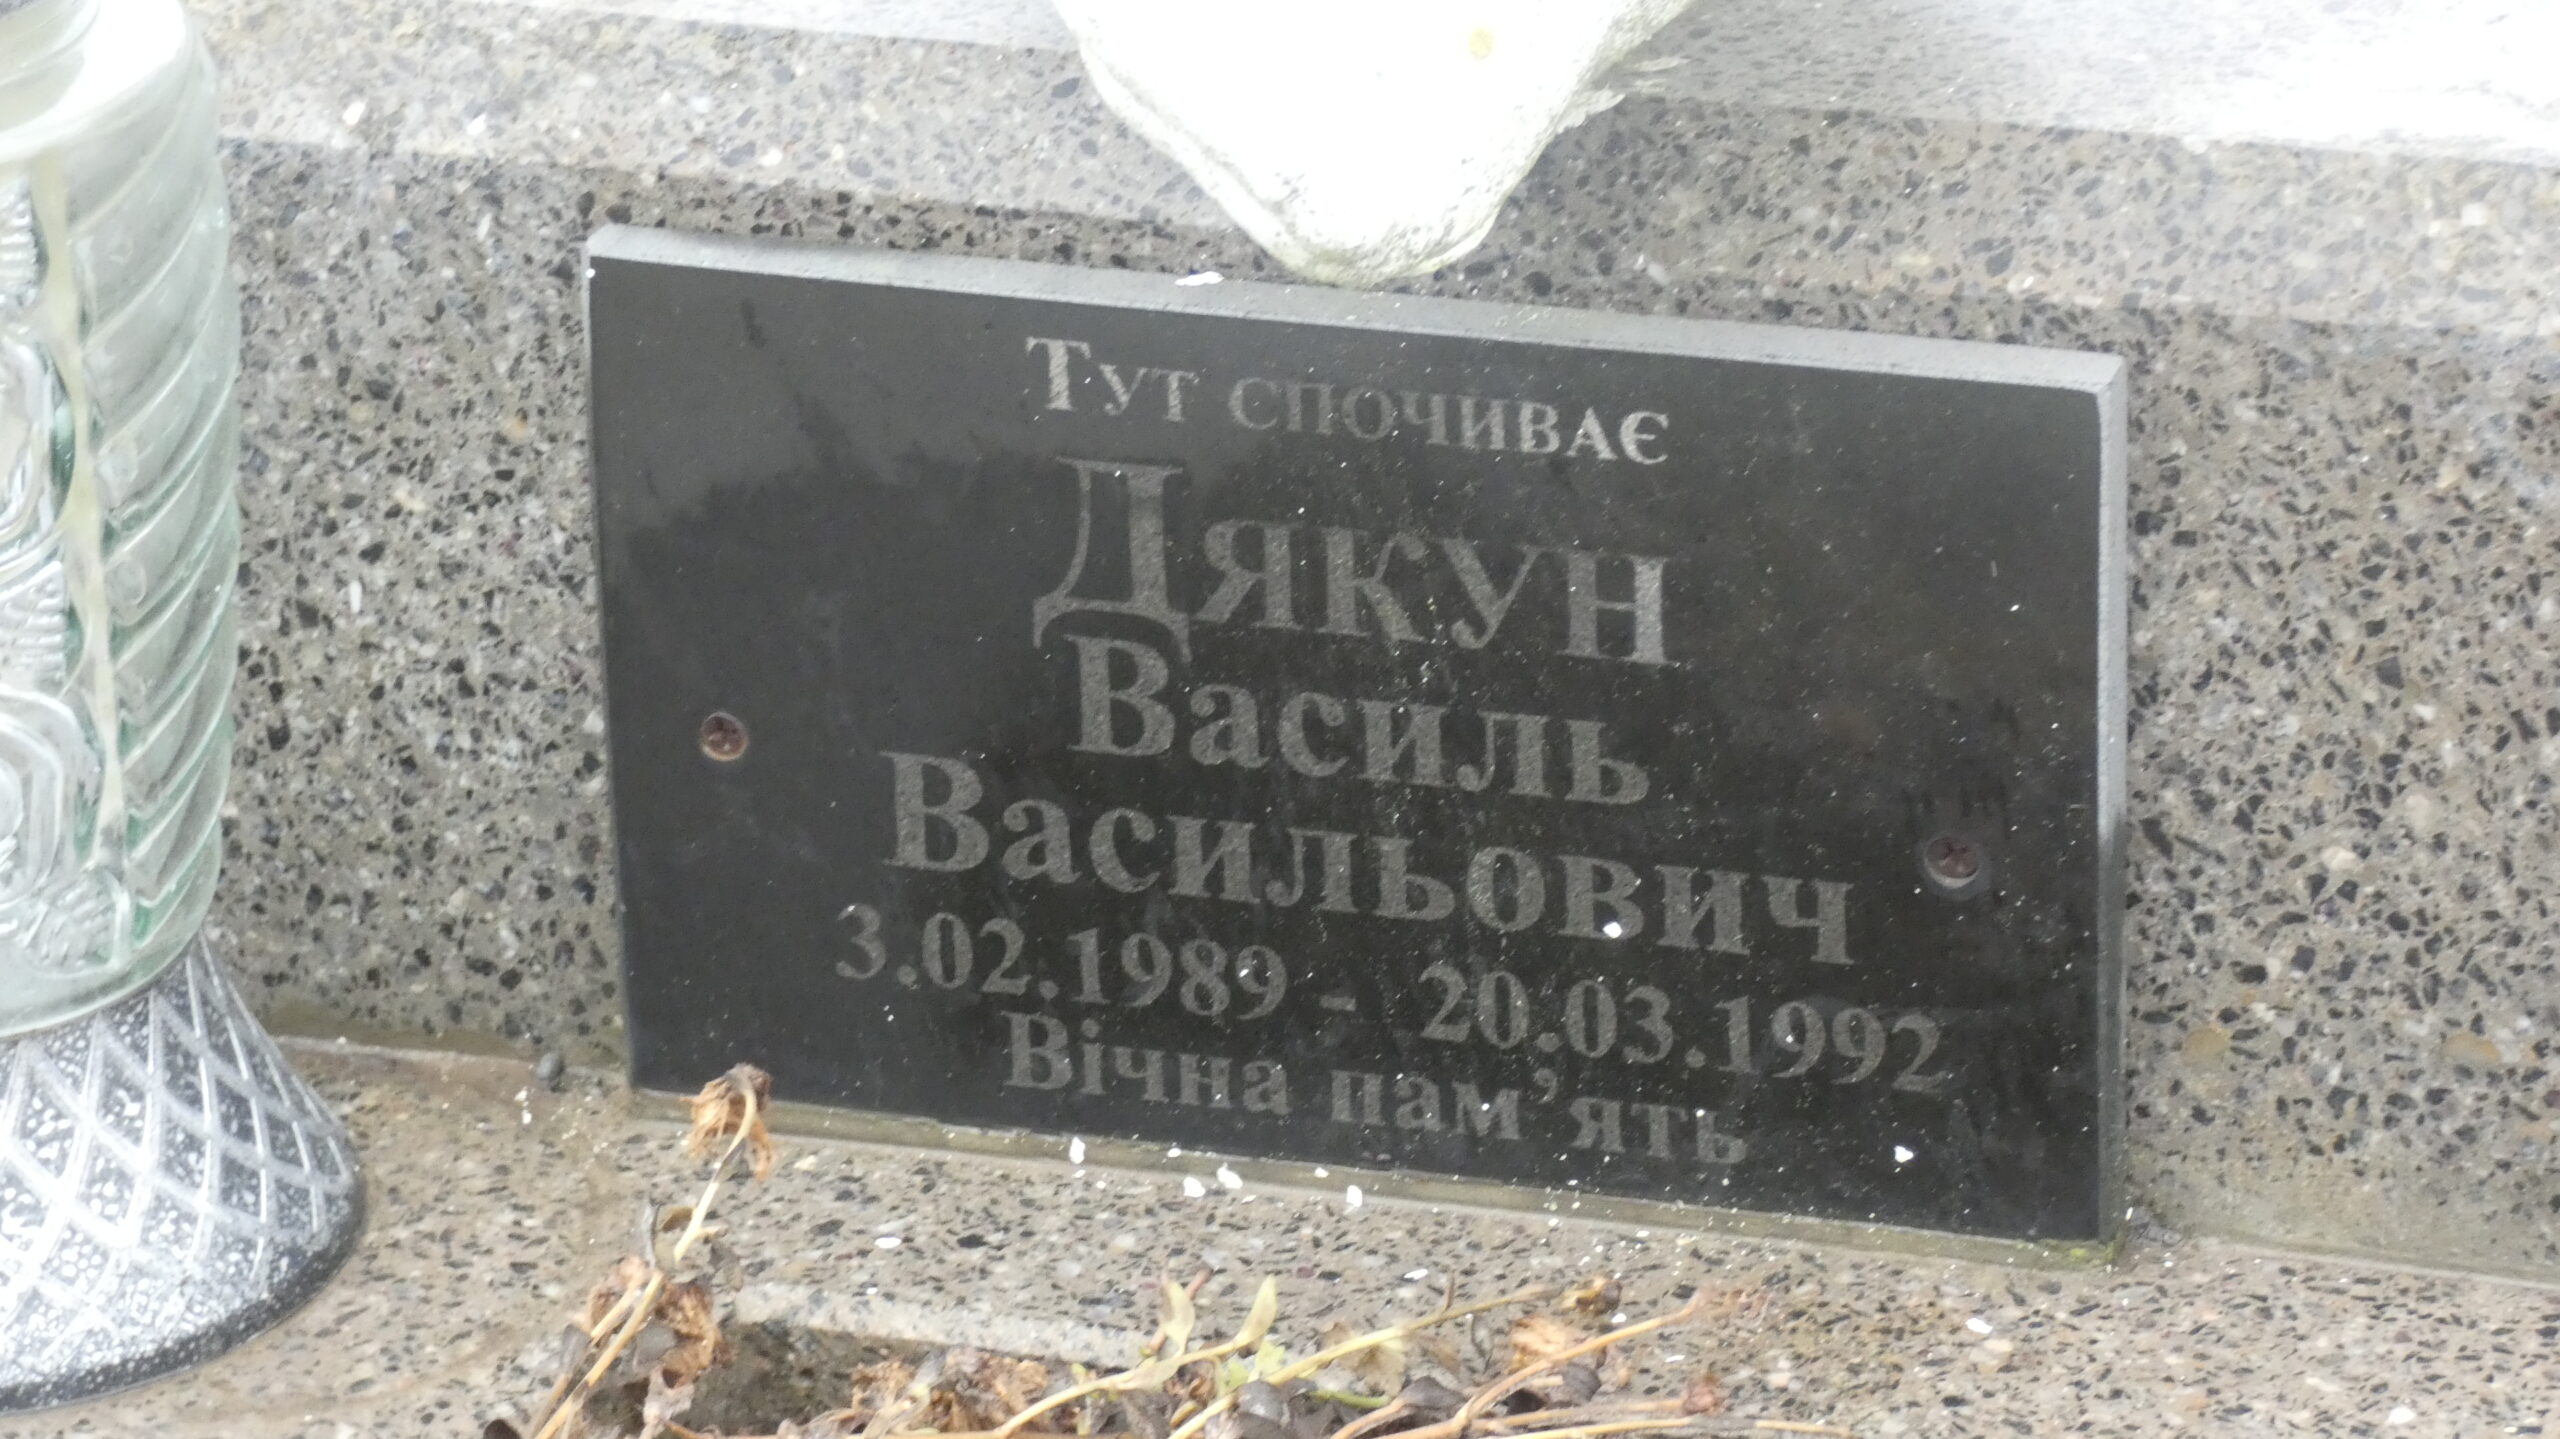 Тут спочиває
Дякун
Василь
Васильович
3.02.1989 - 20.03.1992
Вічна пам’ять